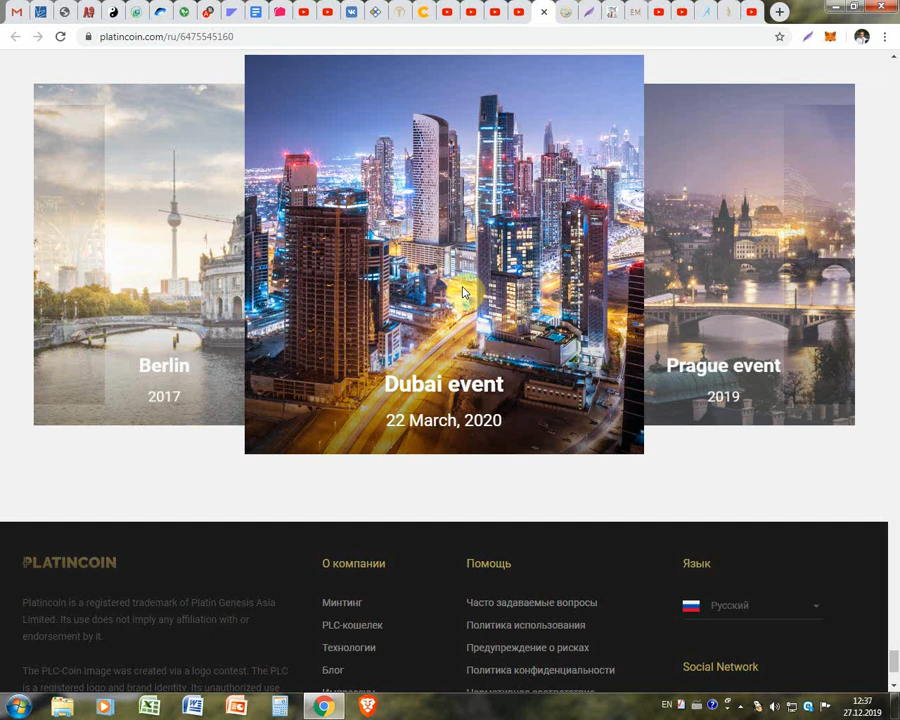 EM
platincoin.com/ru/6475545160
Berlin
2017
Dubai event
22 March, 2020
Prague event
2019
PLATINCOIN
Platincoin is a registered trademark of Platin Genesis Asia
Limited. Its use does not imply any affiliation with or
endorsement by it.
The PLC-Coin Image was created via a logo contest. The PLC
is a registered logo and brand identity. Its unauthorized use
О компании
Минтинг
PLC-кошелек
Технологии
Блог
Помощь
Часто задаваемые вопросы
Политика использования
Предупреждение о рисках
Политика конфиденциальности
Язык
Русский
Social Network
EN
12:37
27.12.2019